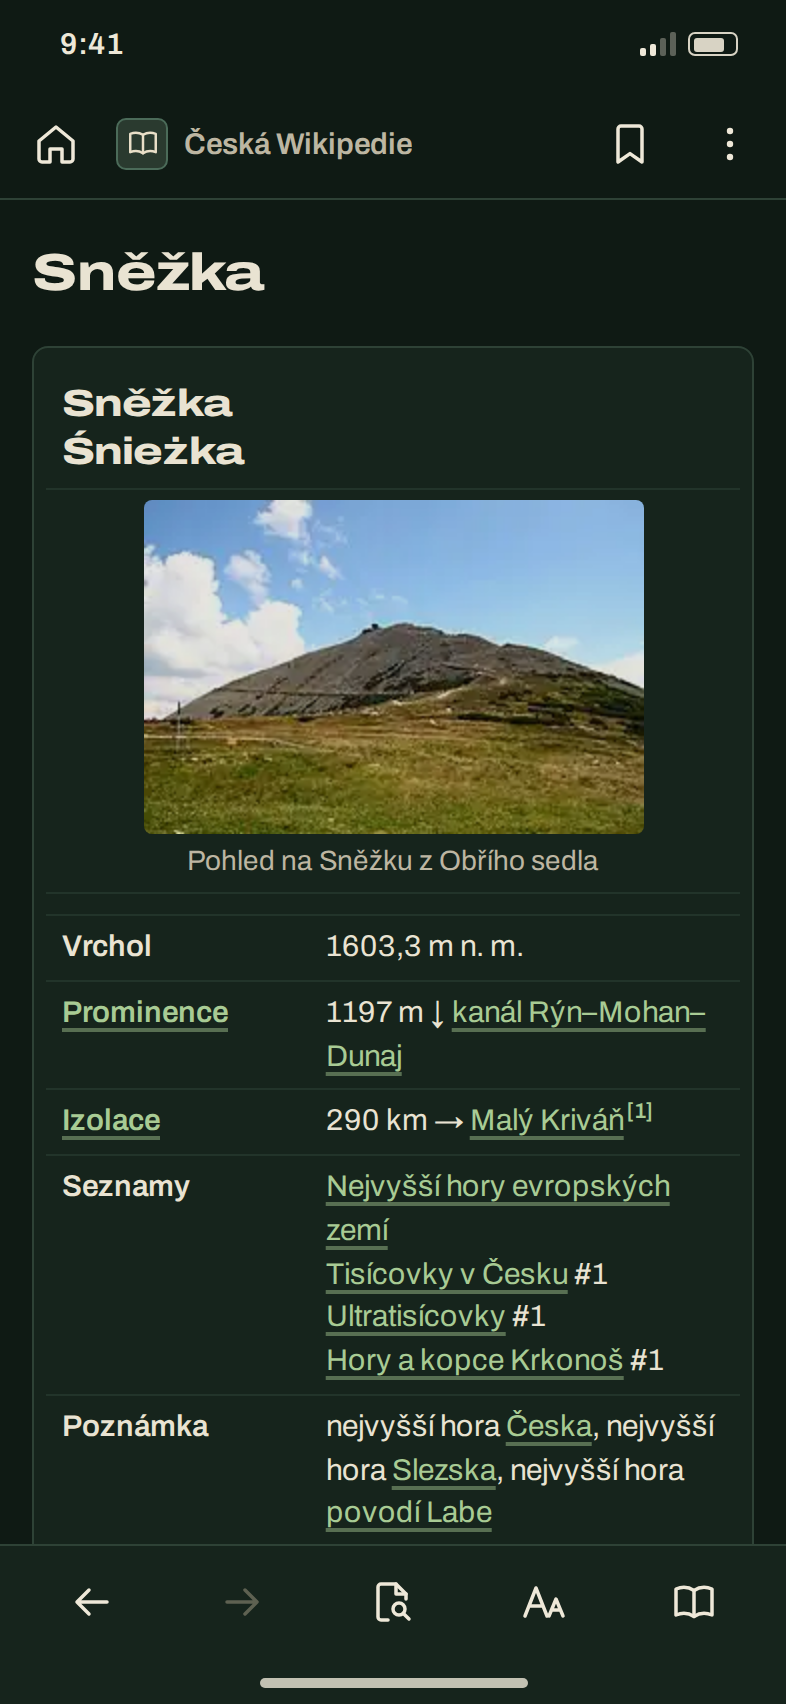 9:41
Česká Wikipedie
Sněžka
Sněžka
Śnieżka
Pohled na Sněžku z Obřího sedla
Vrchol 1603,3 m n. m.
Prominence 1197 m ↓ kanál Rýn–Mohan–
Dunaj
Izolace 290 km → Malý Kriváň[1]
Seznamy Nejvyšší hory evropských
zemí
Tisícovky v Česku #1
Ultratisícovky #1
Hory a kopce Krkonoš #1
Poznámka nejvyšší hora Česka, nejvyšší
hora Slezska, nejvyšší hora
povodí Labe
AA